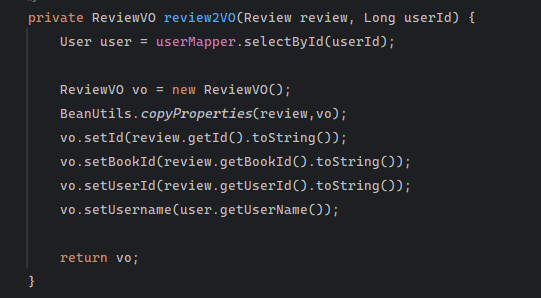 private ReviewVO review2VO(Review review, Long userId) {
    User user = userMapper.selectById(userId);
    ReviewVO vo = new ReviewVO();
    BeanUtils.copyProperties(review,vo);
    vo.setId(review.getId().toString());
    vo.setBookId(review.getBookId().toString());
    vo.setUserId(review.getUserId().toString());
    vo.setUsername(user.getUserName());
    return vo;
}